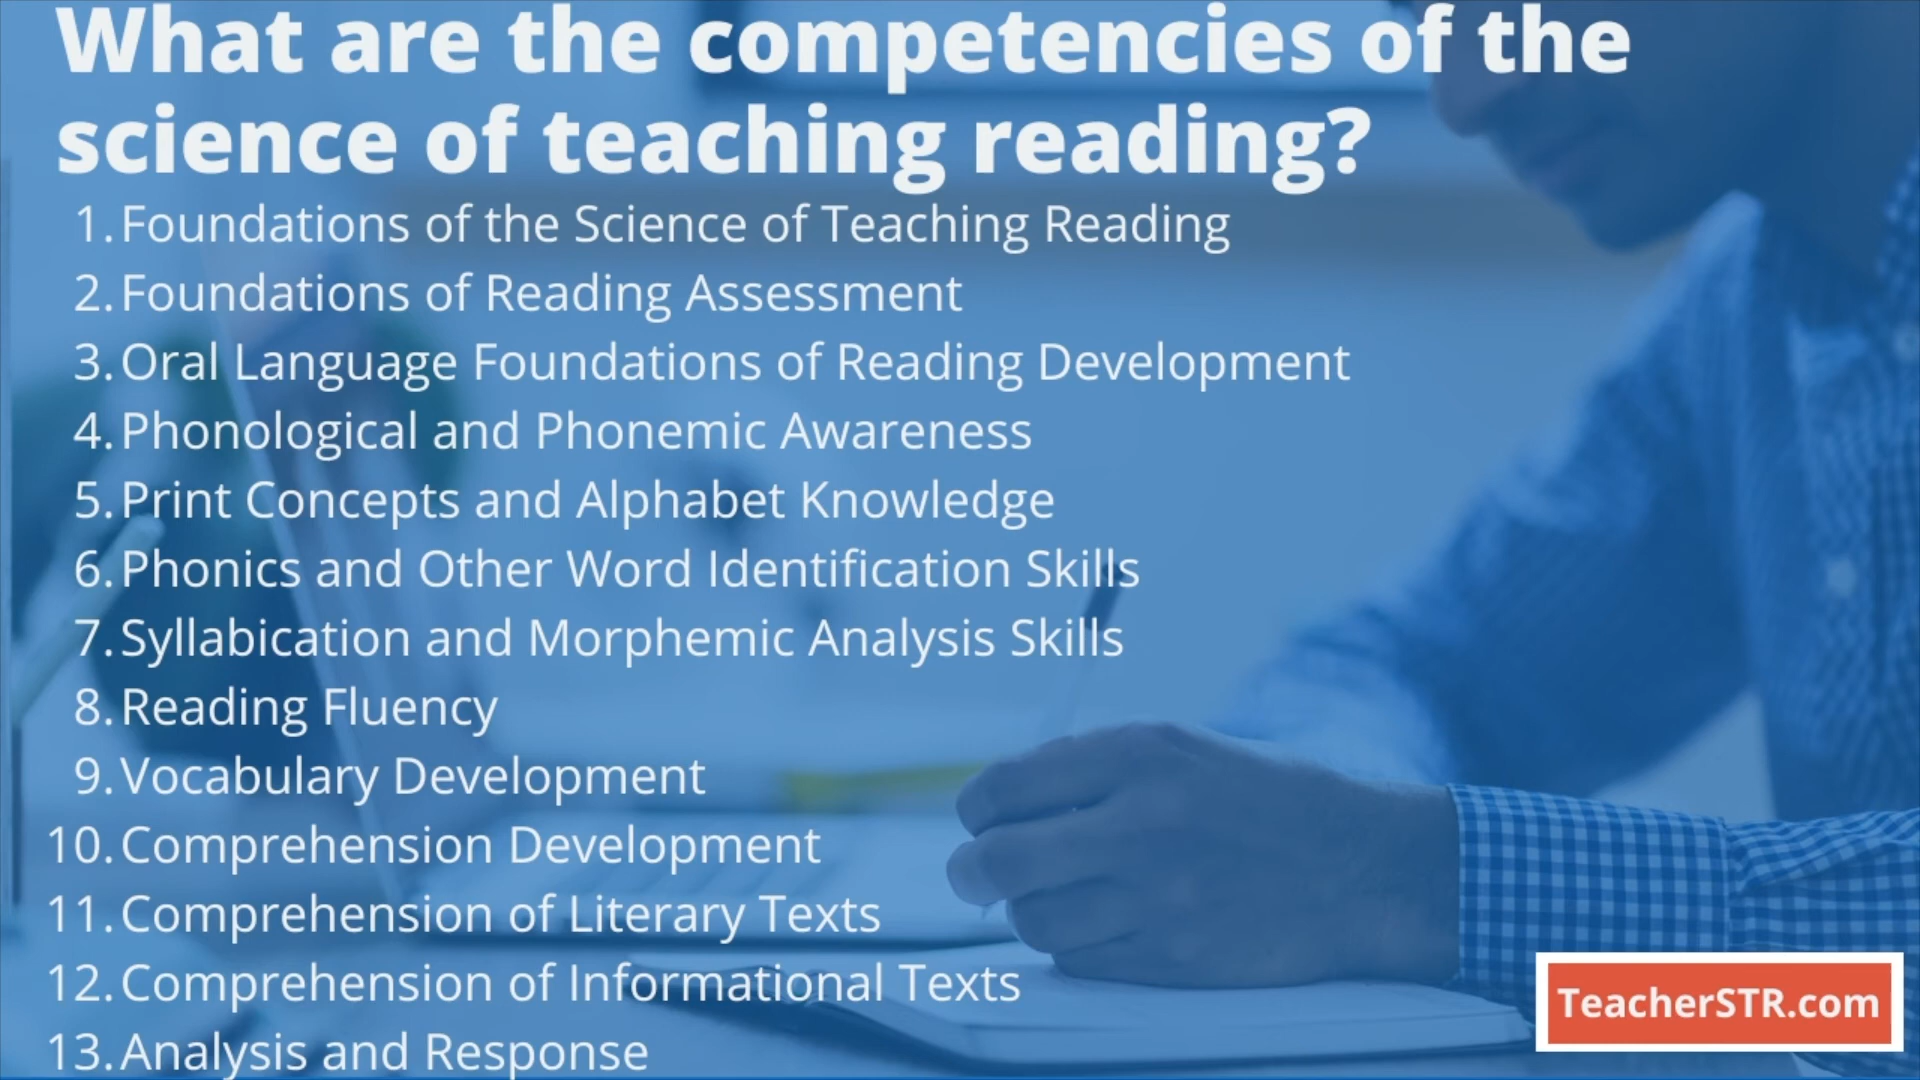 What are the competencies of the
science of teaching reading?
1. Foundations of the Science of Teaching Reading
2. Foundations of Reading Assessment
3. Oral Language Foundations of Reading Development
4. Phonological and Phonemic Awareness
5. Print Concepts and Alphabet Knowledge
6. Phonics and Other Word Identification Skills
7. Syllabication and Morphemic Analysis Skills
8. Reading Fluency
9. Vocabulary Development
10. Comprehension Development
11. Comprehension of Literary Texts
12. Comprehension of Informational Texts
13. Analysis and Response
TeacherSTR.com